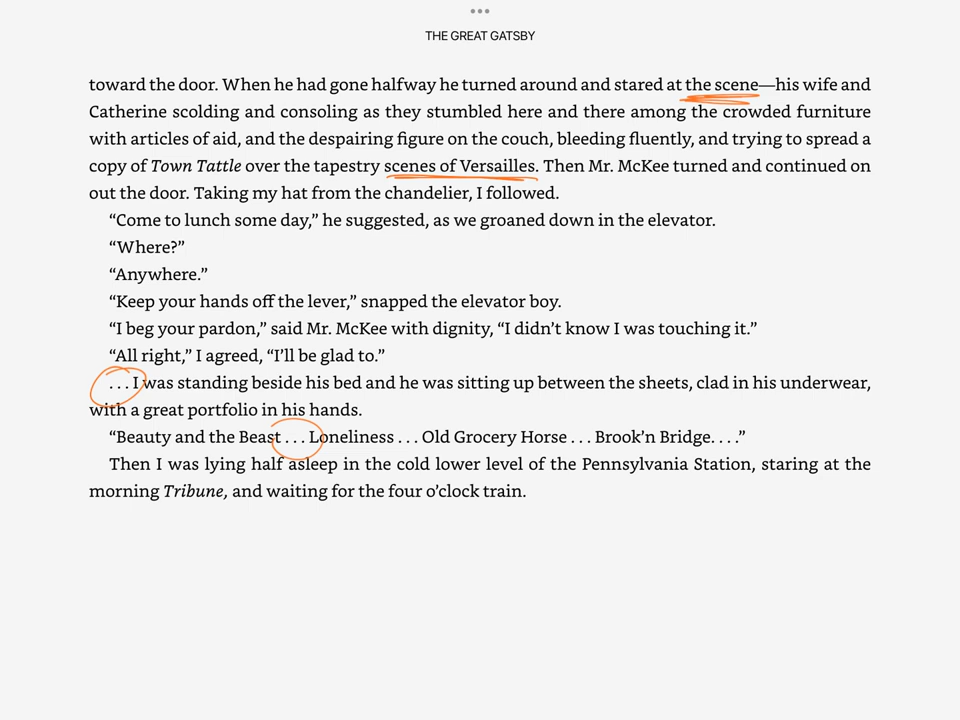 THE GREAT GATSBY
toward the door. When he had gone halfway he turned around and stared at the scene—his wife and
Catherine scolding and consoling as they stumbled here and there among the crowded furniture
with articles of aid, and the despairing figure on the couch, bleeding fluently, and trying to spread a
copy of Town Tattle over the tapestry scenes of Versailles. Then Mr. McKee turned and continued on
out the door. Taking my hat from the chandelier, I followed.
“Come to lunch some day,” he suggested, as we groaned down in the elevator.
“Where?”
“Anywhere.”
“Keep your hands off the lever,” snapped the elevator boy.
“I beg your pardon,” said Mr. McKee with dignity, “I didn’t know I was touching it.”
“All right,” I agreed, “I’ll be glad to.”
. . . I was standing beside his bed and he was sitting up between the sheets, clad in his underwear,
with a great portfolio in his hands.
“Beauty and the Beast . . . Loneliness . . . Old Grocery Horse . . . Brook’n Bridge. . . .”
Then I was lying half asleep in the cold lower level of the Pennsylvania Station, staring at the
morning Tribune, and waiting for the four o’clock train.